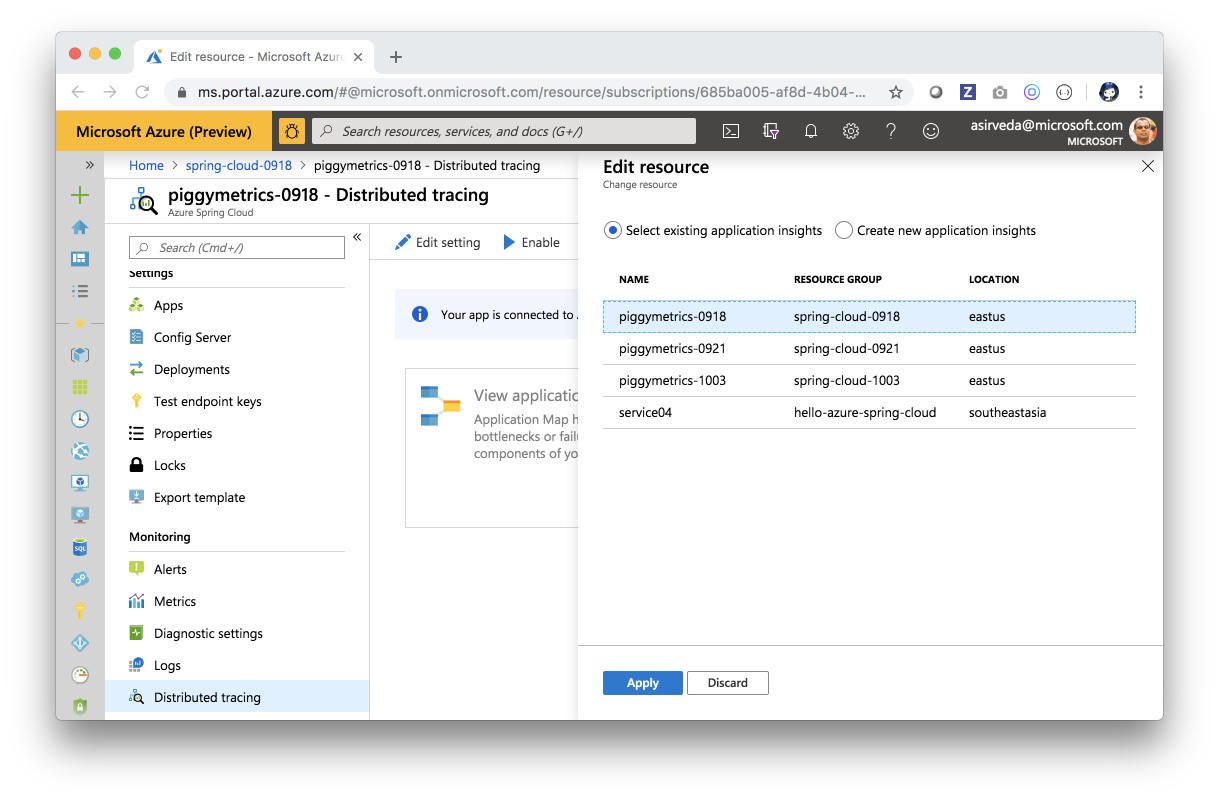 Edit resource - Microsoft Azure
ms.portal.azure.com/#@microsoft.onmicrosoft.com/resource/subscriptions/685ba005-af8d-4b04-...
Microsoft Azure (Preview)
Search resources, services, and docs (G+/)
asirveda@microsoft.com
MICROSOFT
Home > spring-cloud-0918 > piggymetrics-0918 - Distributed tracing
piggymetrics-0918 - Distributed tracing
Azure Spring Cloud
Search (Cmd+/)
Settings
Apps
Config Server
Deployments
Test endpoint keys
Properties
Locks
Export template
Monitoring
Alerts
Metrics
Diagnostic settings
Logs
Distributed tracing
Edit setting
Enable
Your app is connected to
View applicatio
Application Map h
bottlenecks or fail
components of yo
Edit resource
Change resource
Select existing application insights
Create new application insights
NAME RESOURCE GROUP LOCATION
piggymetrics-0918 spring-cloud-0918 eastus
piggymetrics-0921 spring-cloud-0921 eastus
piggymetrics-1003 spring-cloud-1003 eastus
service04 hello-azure-spring-cloud southeastasia
Apply
Discard